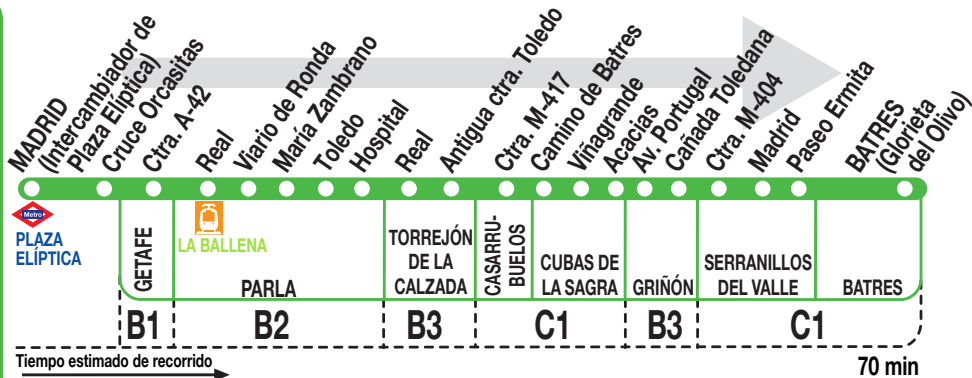 MADRID
(Intercambiador de
Plaza Elíptica)
Cruce Orcasitas
Ctra. A-42
Real
Viario de Ronda
María Zambrano
Toledo
Hospital
Real
Antigua ctra. Toledo
Ctra. M-417
Camino de Batres
Viñagrande
Acacias
Av. Portugal
Cañada Toledana
Ctra. M-404
Madrid
Paseo Ermita
BATRES
(Glorieta
del Olivo)
Metro
PLAZA
ELÍPTICA
LA BALLENA
GETAFE
PARLA
TORREJÓN
DE LA
CALZADA
CASARRU-
BUELOS
CUBAS DE
LA SAGRA
GRIÑÓN
SERRANILLOS
DEL VALLE
BATRES
B1
B2
B3
C1
B3
C1
Tiempo estimado de recorrido
70 min